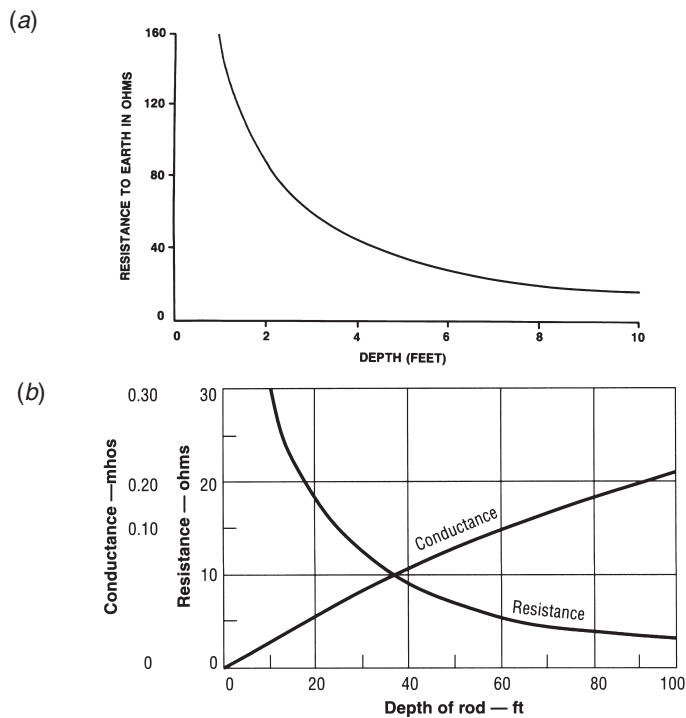 (a)
RESISTANCE TO EARTH IN OHMS
160
120
80
40
0
0 2 4 6 8 10
DEPTH (FEET)
(b)
Conductance —mhos
0.30
0.20
0.10
0
Resistance — ohms
30
20
10
0
Conductance
Resistance
0 20 40 60 80 100
Depth of rod — ft